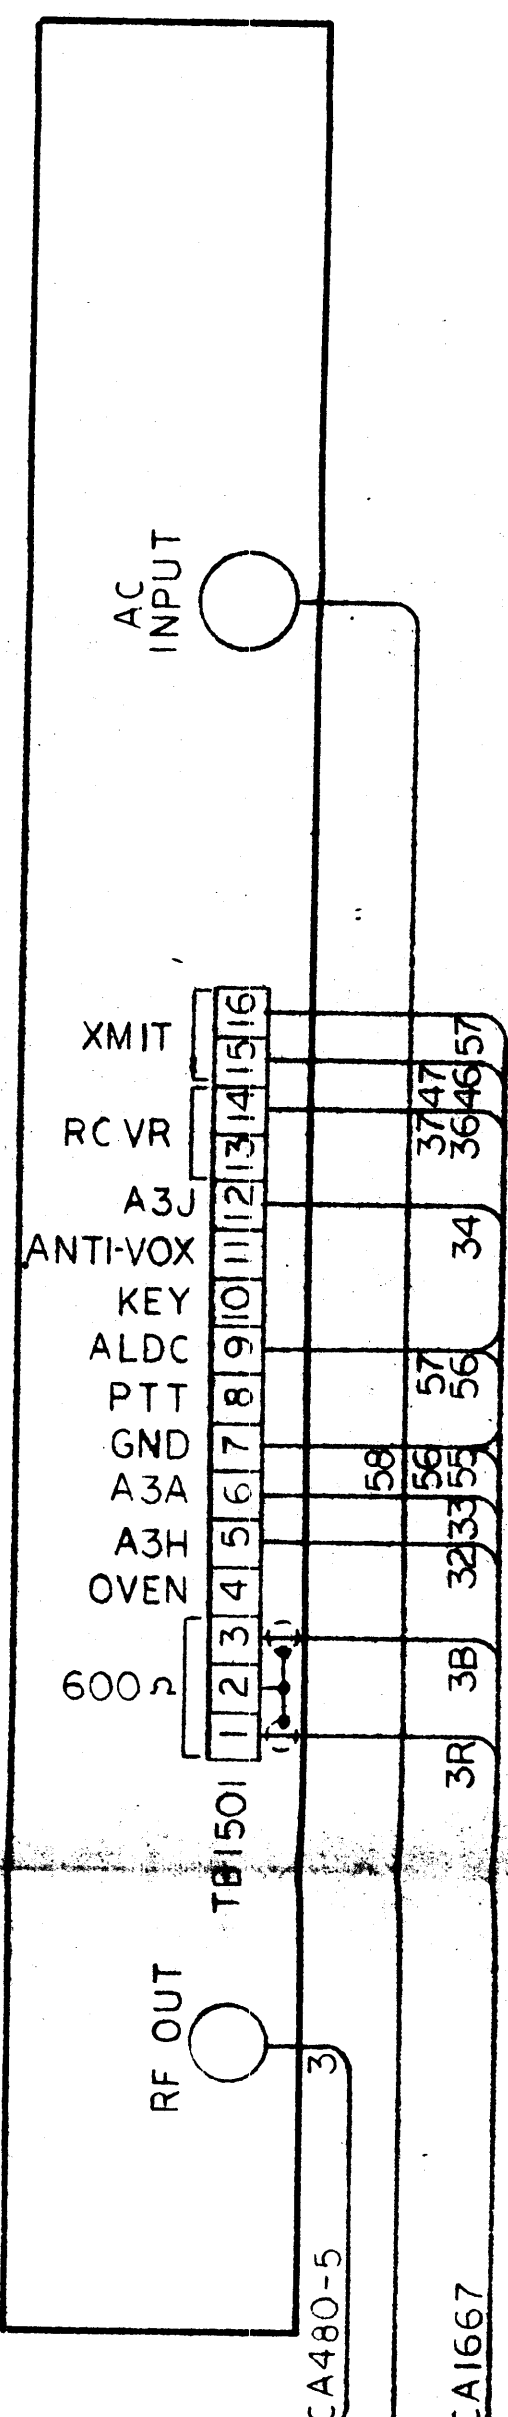 AC
INPUT
XMIT
16
57
15
47
46
RCVR
14
37
36
13
A3J
12
34
ANTI-VOX
11
KEY
10
ALDC
9
57
56
PTT
8
GND
7
58
56
55
A3A
6
33
A3H
5
32
OVEN
4
3
3B
600Ω
2
1
3R
TB1501
RF OUT
3
CA480-5
CA1667